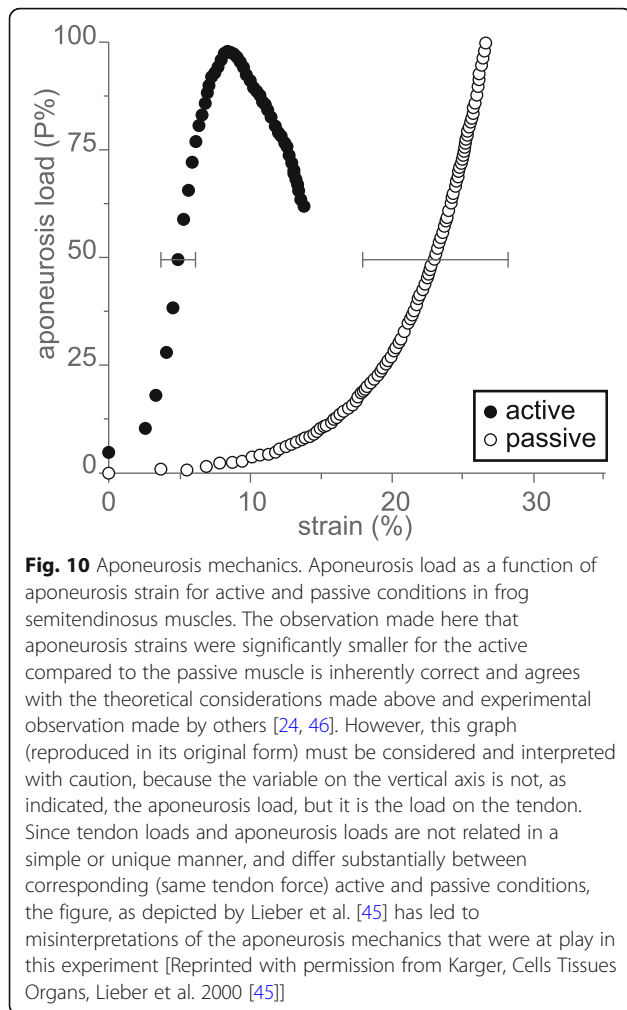 100
75
50
25
0
aponeurosis load (P%)
active
passive
0
10
20
30
strain (%)
Fig. 10 Aponeurosis mechanics. Aponeurosis load as a function of
aponeurosis strain for active and passive conditions in frog
semitendinosus muscles. The observation made here that
aponeurosis strains were significantly smaller for the active
compared to the passive muscle is inherently correct and agrees
with the theoretical considerations made above and experimental
observation made by others [24, 46]. However, this graph
(reproduced in its original form) must be considered and interpreted
with caution, because the variable on the vertical axis is not, as
indicated, the aponeurosis load, but it is the load on the tendon.
Since tendon loads and aponeurosis loads are not related in a
simple or unique manner, and differ substantially between
corresponding (same tendon force) active and passive conditions,
the figure, as depicted by Lieber et al. [45] has led to
misinterpretations of the aponeurosis mechanics that were at play in
this experiment [Reprinted with permission from Karger, Cells Tissues
Organs, Lieber et al. 2000 [45]]